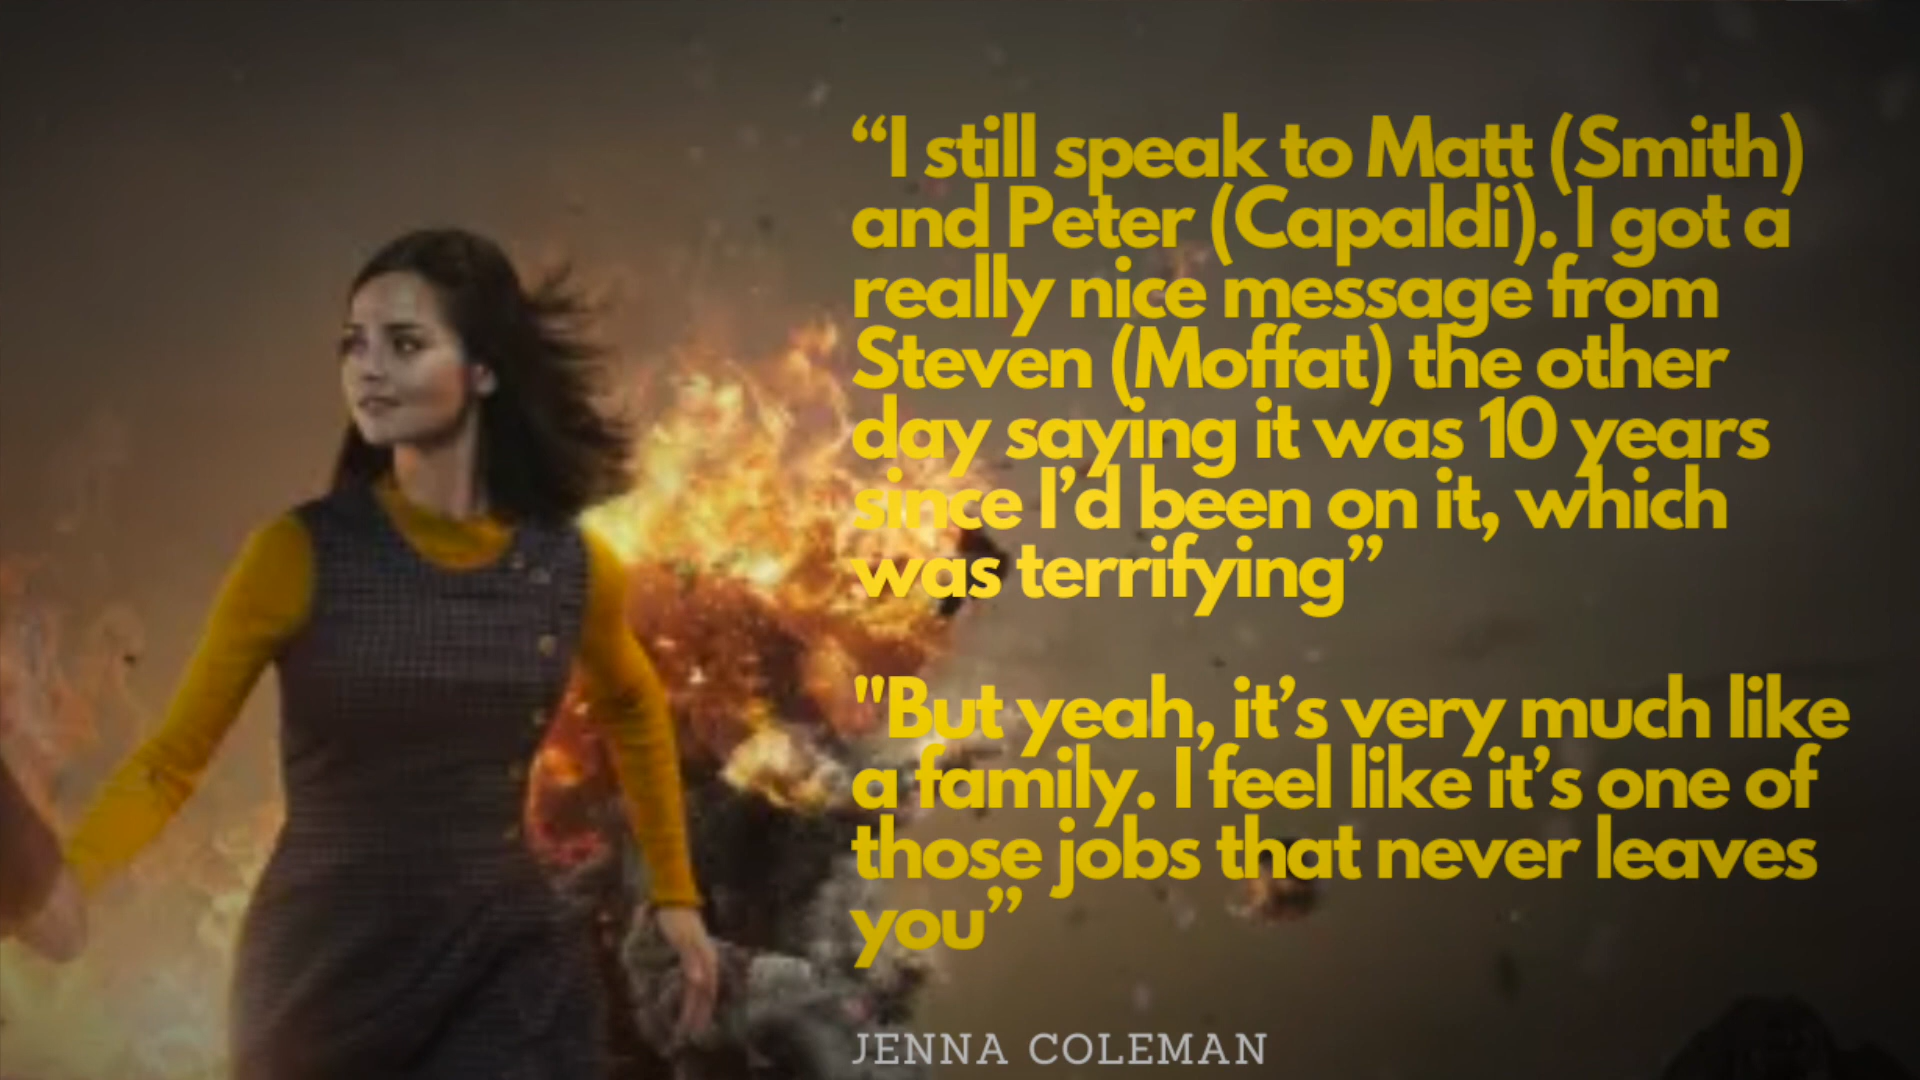 “I still speak to Matt (Smith)
and Peter (Capaldi). I got a
really nice message from
Steven (Moffat) the other
day saying it was 10 years
since I’d been on it, which
was terrifying”
"But yeah, it’s very much like
a family. I feel like it’s one of
those jobs that never leaves
you”
JENNA COLEMAN